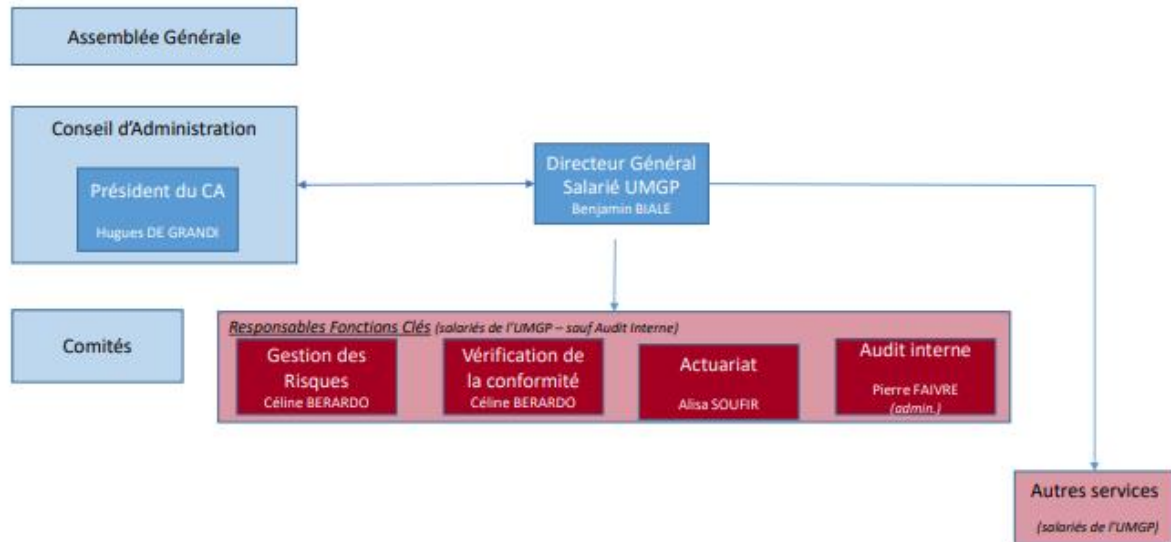 Assemblée Générale
Conseil d'Administration
Président du CA
Hugues DE GRANDI
Directeur Général
Salarié UMGP
Benjamin BIALE
Comités
Responsables Fonctions Clés (salariés de l'UMGP – sauf Audit Interne)
Gestion des
Risques
Céline BERARDO
Vérification de
la conformité
Céline BERARDO
Actuariat
Alisa SOUFIR
Audit interne
Pierre FAIVRE
(admin.)
Autres services
(salariés de l'UMGP)